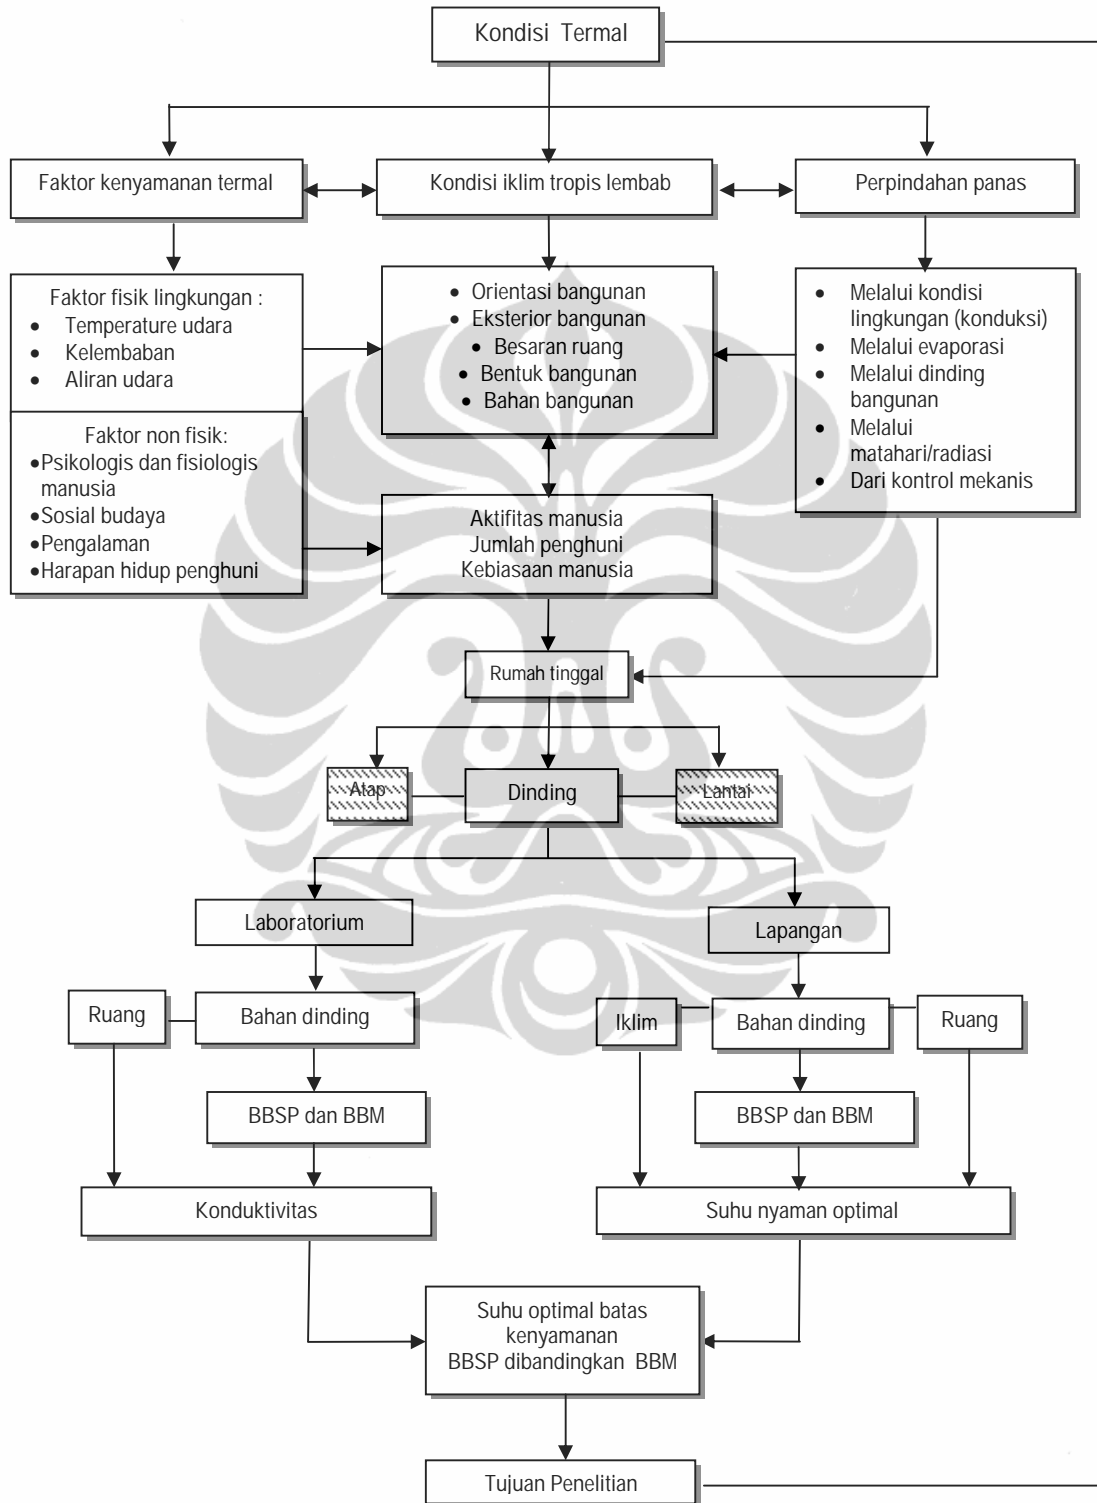 Kondisi Termal
Faktor kenyamanan termal
Kondisi iklim tropis lembab
Perpindahan panas
Faktor fisik lingkungan :
• Temperature udara
• Kelembaban
• Aliran udara
• Orientasi bangunan
• Eksterior bangunan
• Besaran ruang
• Bentuk bangunan
• Bahan bangunan
• Melalui kondisi
lingkungan (konduksi)
• Melalui evaporasi
• Melalui dinding
bangunan
• Melalui
matahari/radiasi
• Dari kontrol mekanis
Faktor non fisik:
•Psikologis dan fisiologis
manusia
•Sosial budaya
•Pengalaman
•Harapan hidup penghuni
Aktifitas manusia
Jumlah penghuni
Kebiasaan manusia
Rumah tinggal
Atap
Dinding
Lantai
Laboratorium
Lapangan
Ruang
Bahan dinding
Iklim
Bahan dinding
Ruang
BBSP dan BBM
BBSP dan BBM
Konduktivitas
Suhu nyaman optimal
Suhu optimal batas
kenyamanan
BBSP dibandingkan BBM
Tujuan Penelitian